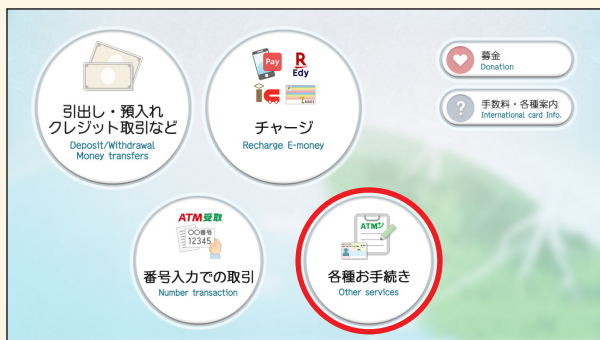 引出し・預入れ
クレジット取引など
Deposit/Withdrawal
Money transfers
Pay
R
Edy
チャージ
Recharge E-money
募金
Donation
?
手数料・各種案内
International card Info.
ATM受取
〇〇番号
12345
番号入力での取引
Number transaction
ATM
各種お手続き
Other services